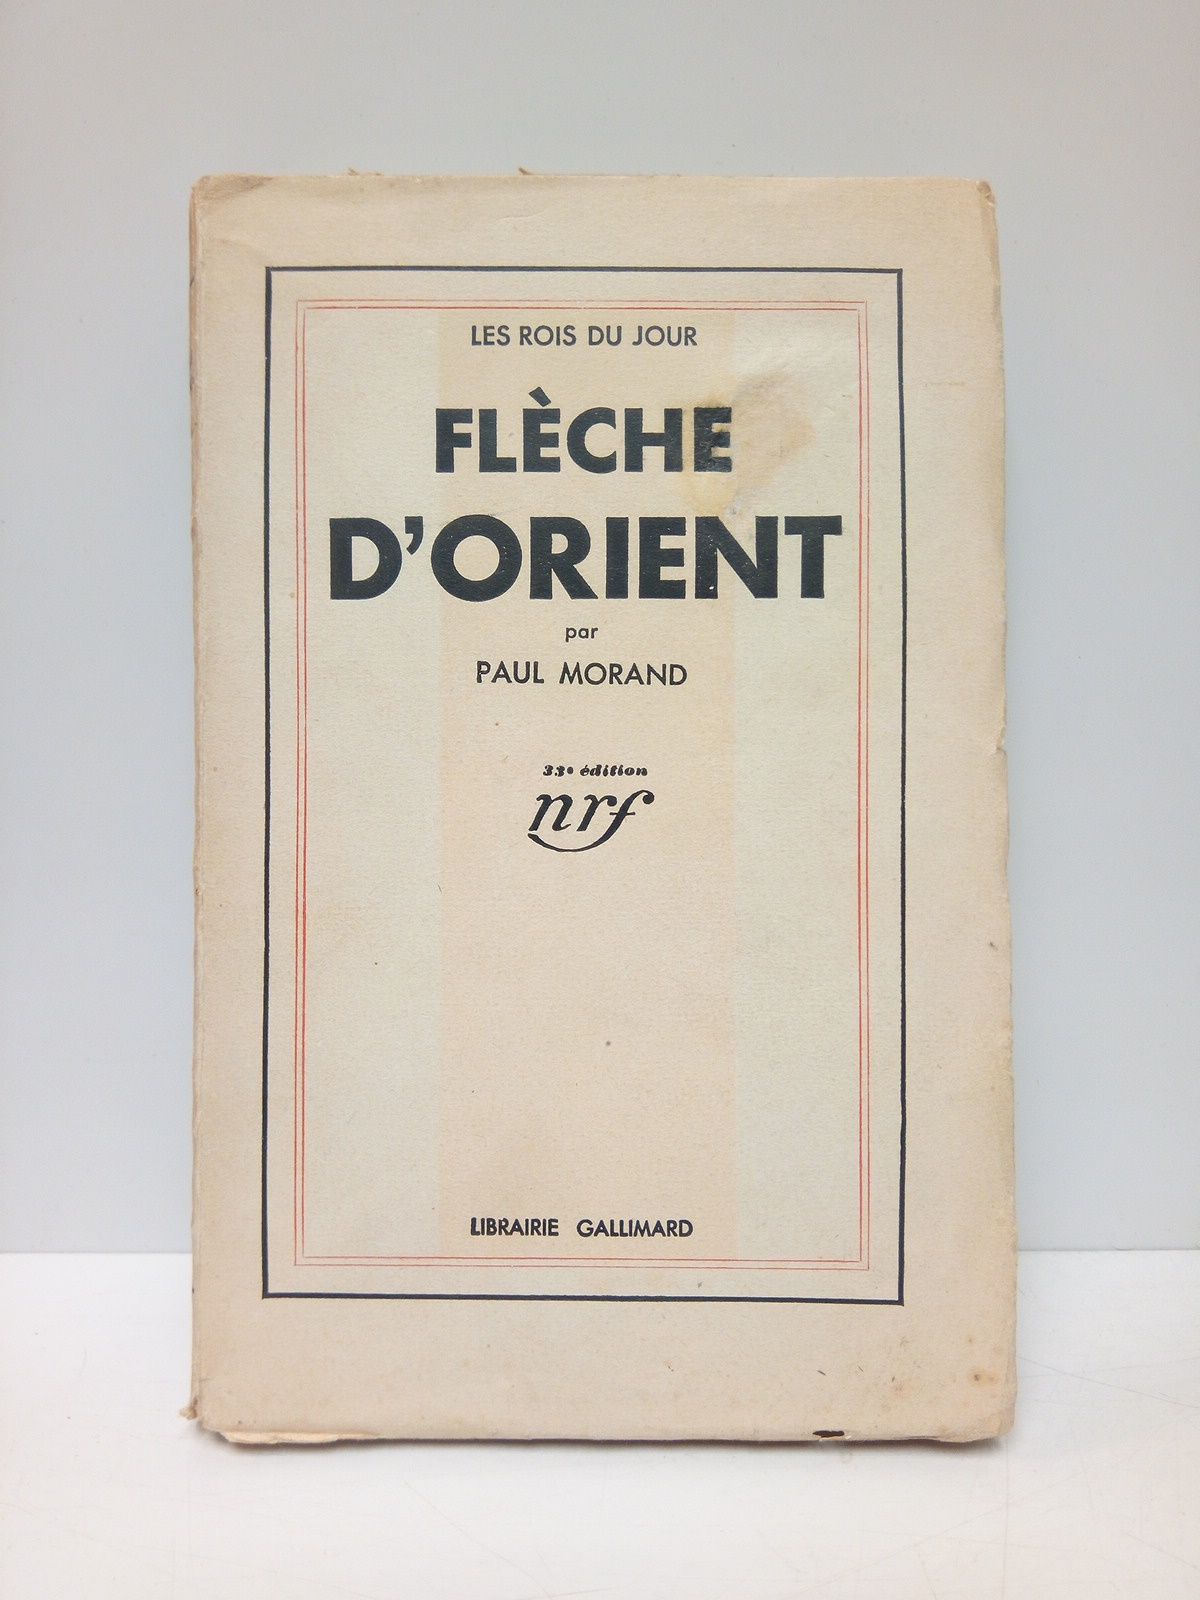 LES ROIS DU JOUR
FLÈCHE
D'ORIENT
par
PAUL MORAND
33e édition
nrf
LIBRAIRIE GALLIMARD